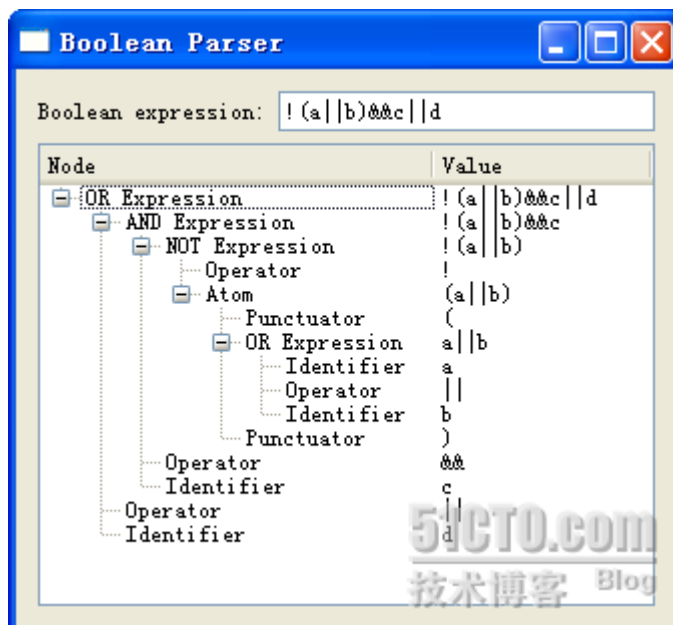 Boolean Parser
Boolean expression: !(a||b)&&c||d
Node Value
OR Expression !(a||b)&&c||d
AND Expression !(a||b)&&c
NOT Expression !(a||b)
Operator !
Atom (a||b)
Punctuator (
OR Expression a||b
Identifier a
Operator ||
Identifier b
Punctuator )
Operator &&
Identifier c
Operator ||
Identifier d
51CTO.com
技术博客 Blog